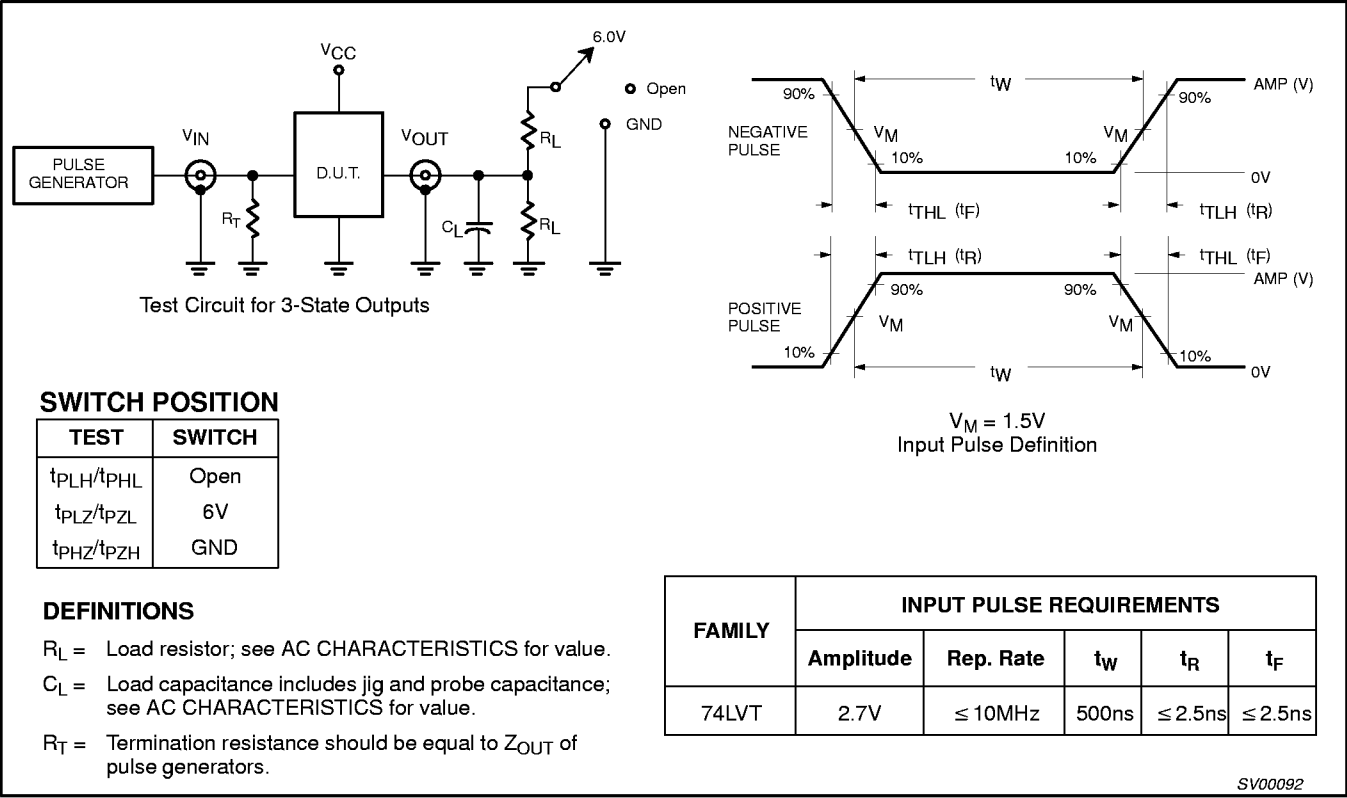 VCC
6.0V
Open
GND
VIN
VOUT
RL
PULSE
GENERATOR
D.U.T.
RT
CL
RL
Test Circuit for 3-State Outputs
tW
AMP (V)
90%
90%
NEGATIVE
PULSE
VM
VM
10%
10%
0V
tTHL (tF)
tTLH (tR)
tTLH (tR)
tTHL (tF)
AMP (V)
90%
90%
POSITIVE
PULSE
VM
VM
10%
10%
tW
0V
VM = 1.5V
Input Pulse Definition
SWITCH POSITION
TEST SWITCH
tPLH/tPHL Open
tPLZ/tPZL 6V
tPHZ/tPZH GND
DEFINITIONS
RL = Load resistor; see AC CHARACTERISTICS for value.
CL = Load capacitance includes jig and probe capacitance;
see AC CHARACTERISTICS for value.
RT = Termination resistance should be equal to ZOUT of
pulse generators.
FAMILY
INPUT PULSE REQUIREMENTS
Amplitude Rep. Rate tW tR tF
74LVT 2.7V ≤ 10MHz 500ns ≤ 2.5ns ≤ 2.5ns
SV00092